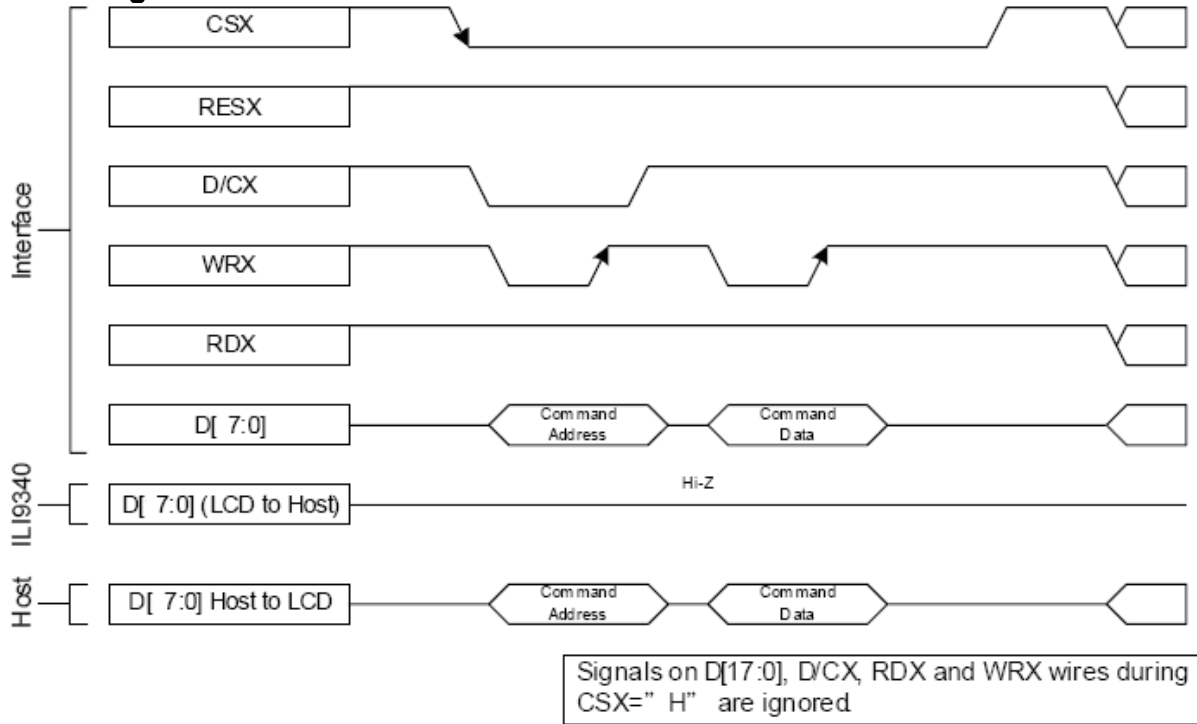 CSX
RESX
D/CX
WRX
RDX
D[ 7:0]
Command
Address
Command
Data
Interface
D[ 7:0] (LCD to Host)
Hi-Z
ILI9340
D[ 7:0] Host to LCD
Command
Address
Command
Data
Host
Signals on D[17:0], D/CX, RDX and WRX wires during
CSX=” H” are ignored.